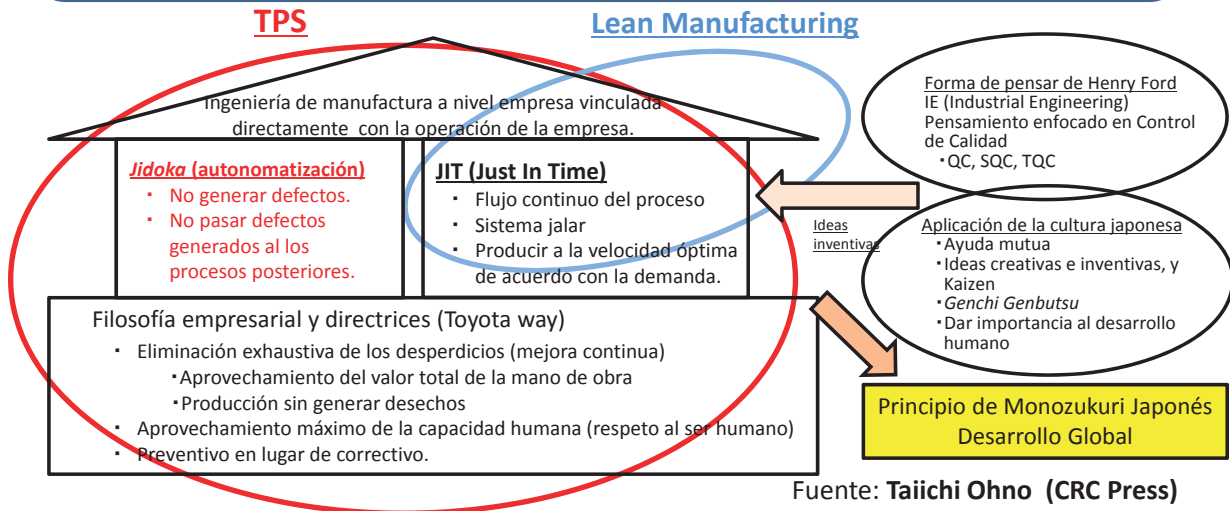 TPS
Lean Manufacturing
Ingeniería de manufactura a nivel empresa vinculada
directamente con la operación de la empresa.
Jidoka (autonomatización)
・ No generar defectos.
・ No pasar defectos
generados al los
procesos posteriores.
JIT (Just In Time)
・ Flujo continuo del proceso
・ Sistema jalar
・ Producir a la velocidad óptima
de acuerdo con la demanda.
Filosofía empresarial y directrices (Toyota way)
・ Eliminación exhaustiva de los desperdicios (mejora continua)
・Aprovechamiento del valor total de la mano de obra
・Producción sin generar desechos
・ Aprovechamiento máximo de la capacidad humana (respeto al ser humano)
・ Preventivo en lugar de correctivo.
Forma de pensar de Henry Ford
IE (Industrial Engineering)
Pensamiento enfocado en Control
de Calidad
・QC, SQC, TQC
Ideas
inventivas
Aplicación de la cultura japonesa
・Ayuda mutua
・Ideas creativas e inventivas, y
Kaizen
・Genchi Genbutsu
・Dar importancia al desarrollo
humano
Principio de Monozukuri Japonés
Desarrollo Global
Fuente: Taiichi Ohno (CRC Press)